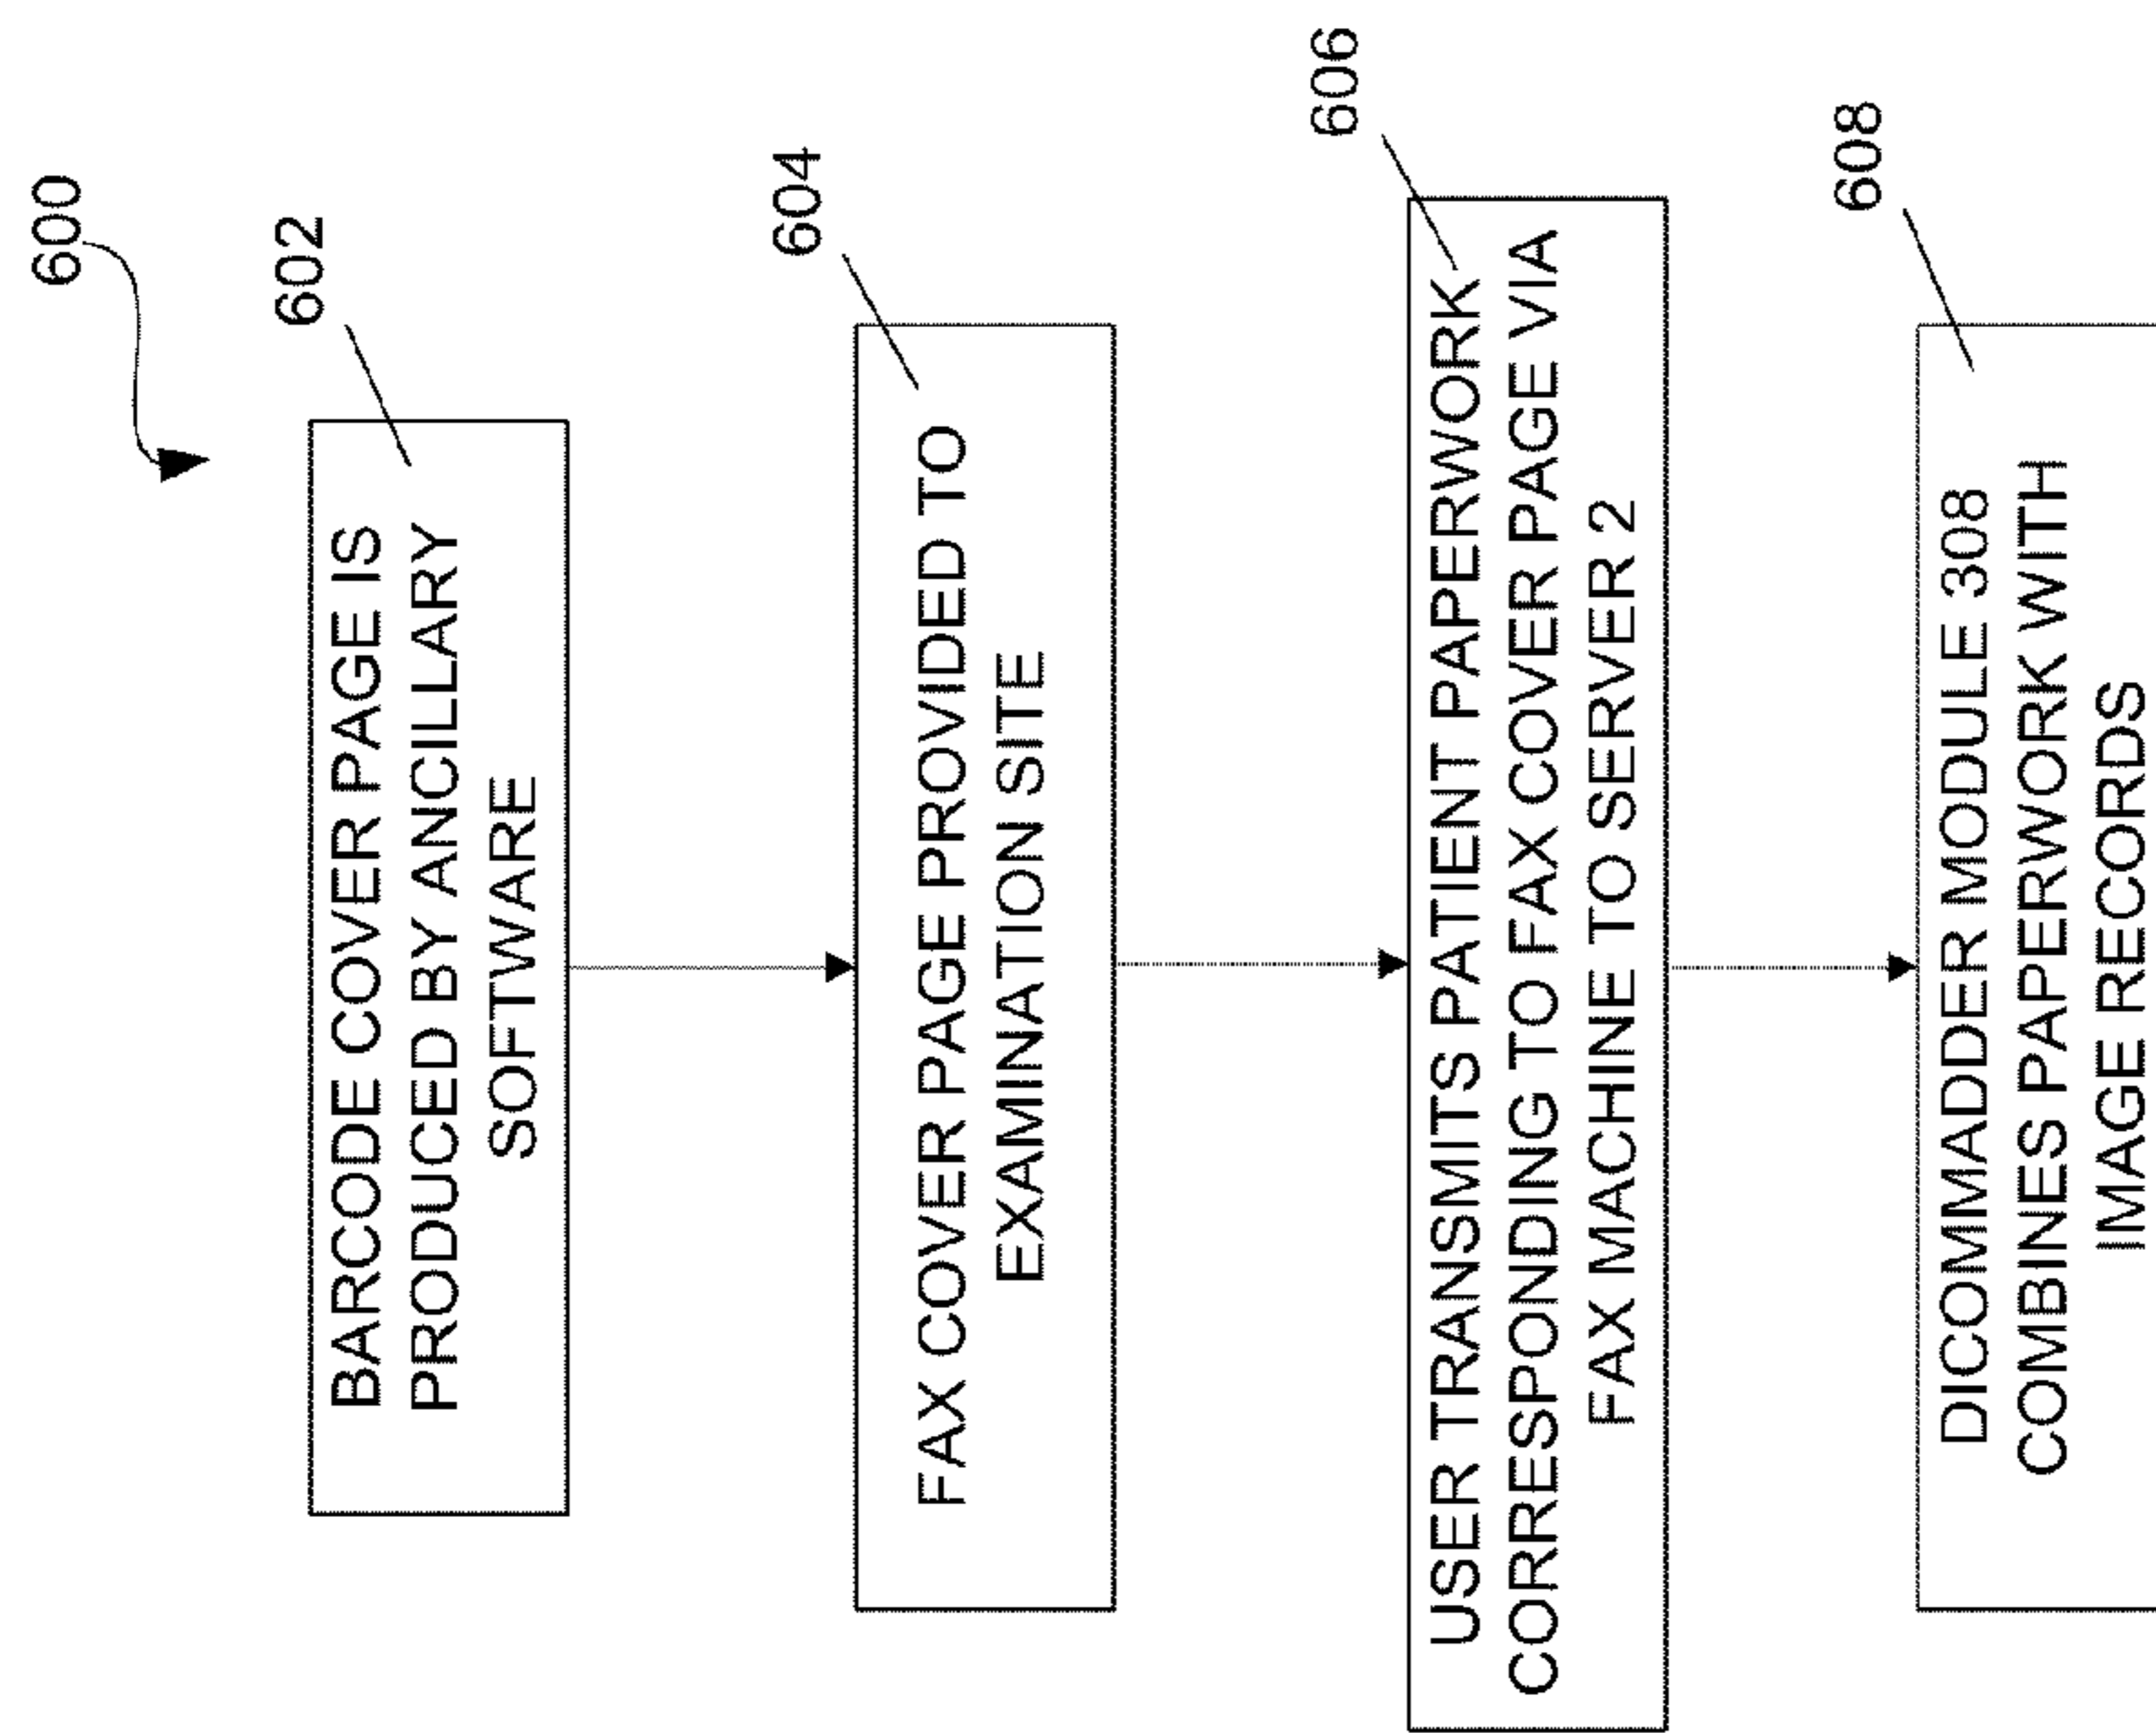 600
602
BARCODE COVER PAGE IS
PRODUCED BY ANCILLARY
SOFTWARE
604
FAX COVER PAGE PROVIDED TO
EXAMINATION SITE
606
USER TRANSMITS PATIENT PAPERWORK
CORRESPONDING TO FAX COVER PAGE VIA
FAX MACHINE TO SERVER 2
608
DICOMMADDER MODULE 308
COMBINES PAPERWORK WITH
IMAGE RECORDS